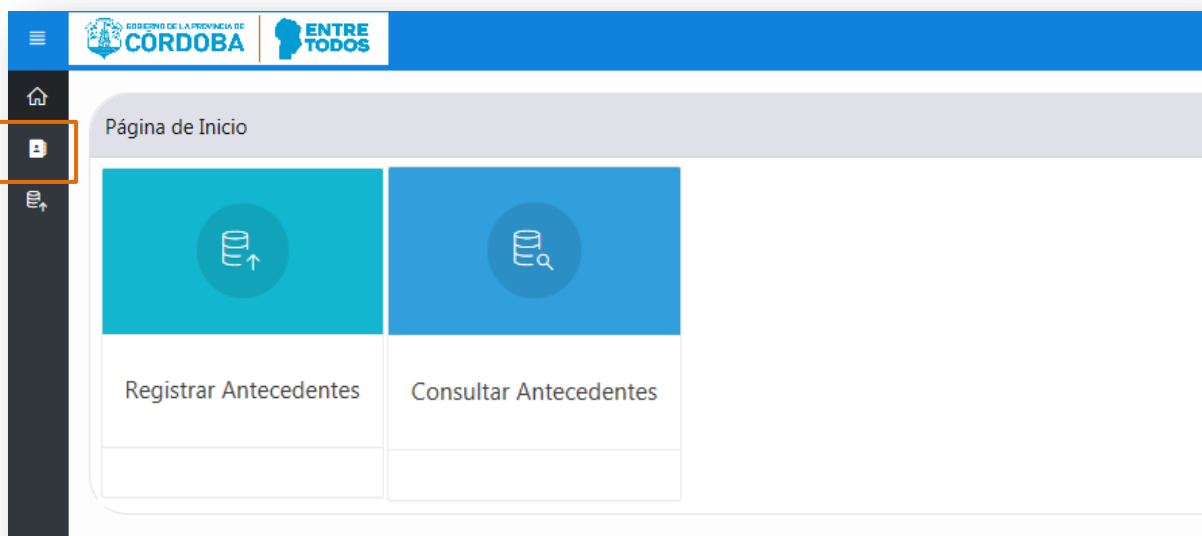 GOBIERNO DE LA PROVINCIA DE
CÓRDOBA
ENTRE
TODOS
Página de Inicio
Registrar Antecedentes
Consultar Antecedentes